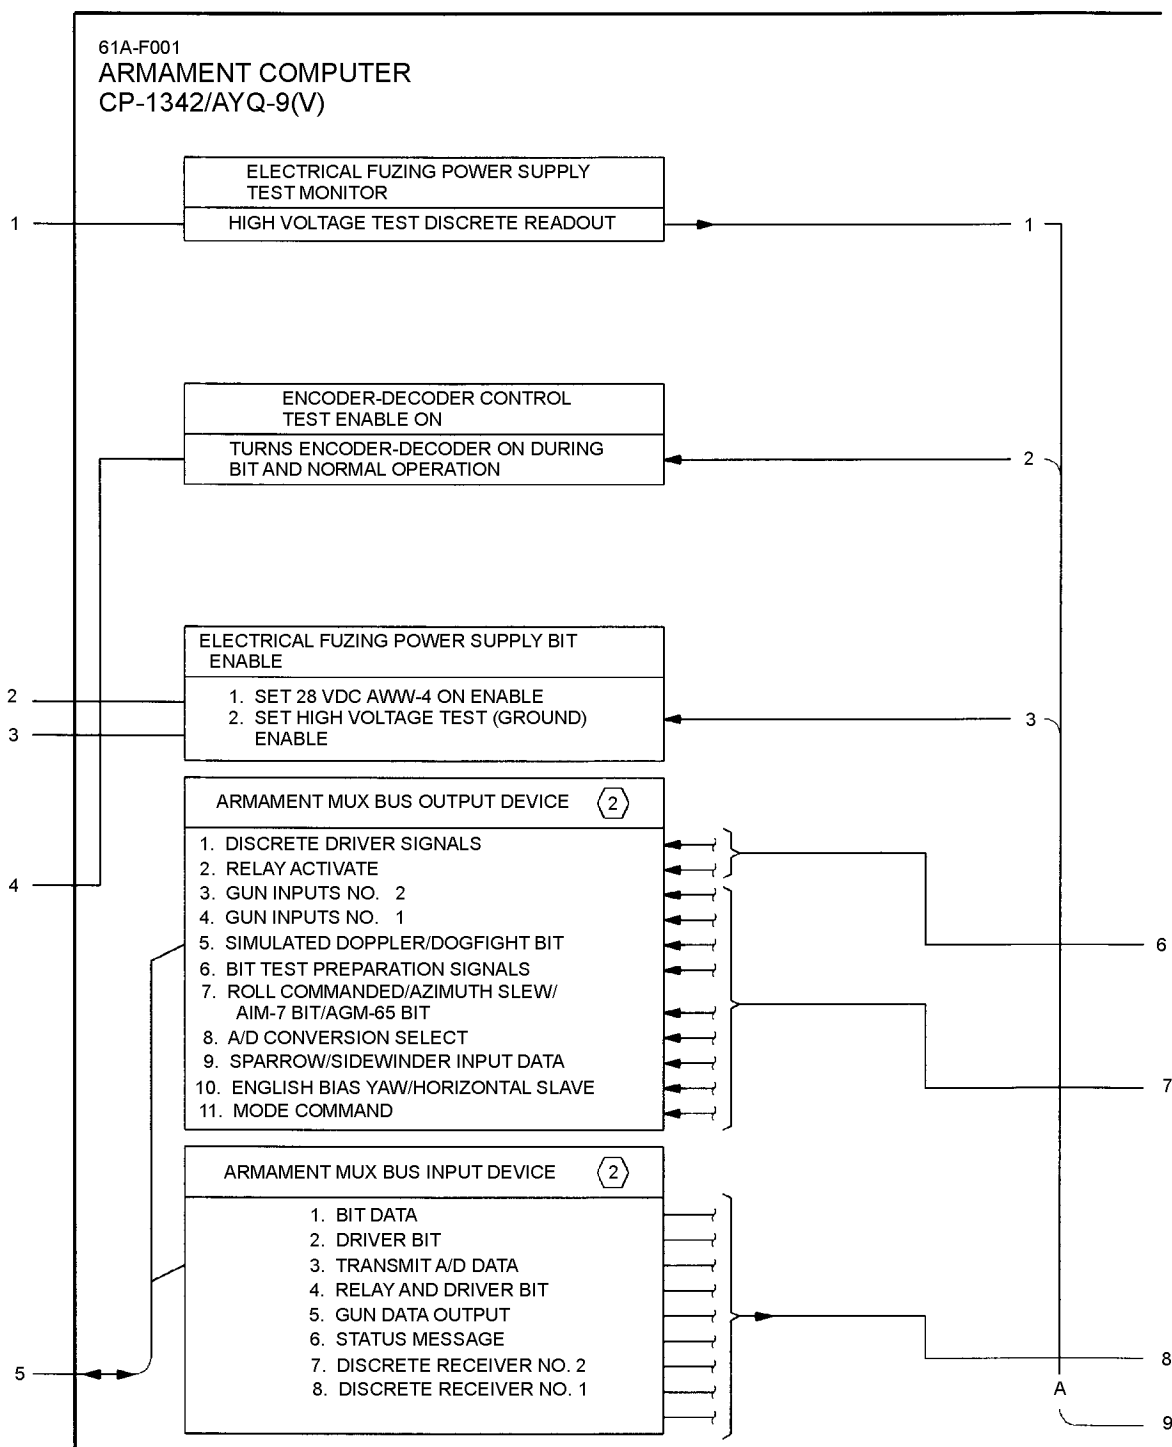 61A-F001
ARMAMENT COMPUTER
CP-1342/AYQ-9(V)
ELECTRICAL FUZING POWER SUPPLY
TEST MONITOR
1 HIGH VOLTAGE TEST DISCRETE READOUT 1
ENCODER-DECODER CONTROL
TEST ENABLE ON
TURNS ENCODER-DECODER ON DURING
BIT AND NORMAL OPERATION
2
ELECTRICAL FUZING POWER SUPPLY BIT
ENABLE
2
1. SET 28 VDC AWW-4 ON ENABLE
2. SET HIGH VOLTAGE TEST (GROUND)
ENABLE
3
3
ARMAMENT MUX BUS OUTPUT DEVICE 2
1. DISCRETE DRIVER SIGNALS
2. RELAY ACTIVATE
4
3. GUN INPUTS NO. 2
4. GUN INPUTS NO. 1
5. SIMULATED DOPPLER/DOGFIGHT BIT
6
6. BIT TEST PREPARATION SIGNALS
7. ROLL COMMANDED/AZIMUTH SLEW/
AIM-7 BIT/AGM-65 BIT
8. A/D CONVERSION SELECT
9. SPARROW/SIDEWINDER INPUT DATA
10. ENGLISH BIAS YAW/HORIZONTAL SLAVE
7
11. MODE COMMAND
ARMAMENT MUX BUS INPUT DEVICE 2
1. BIT DATA
2. DRIVER BIT
3. TRANSMIT A/D DATA
4. RELAY AND DRIVER BIT
5. GUN DATA OUTPUT
6. STATUS MESSAGE
7. DISCRETE RECEIVER NO. 2
8
5
8. DISCRETE RECEIVER NO. 1
A
9